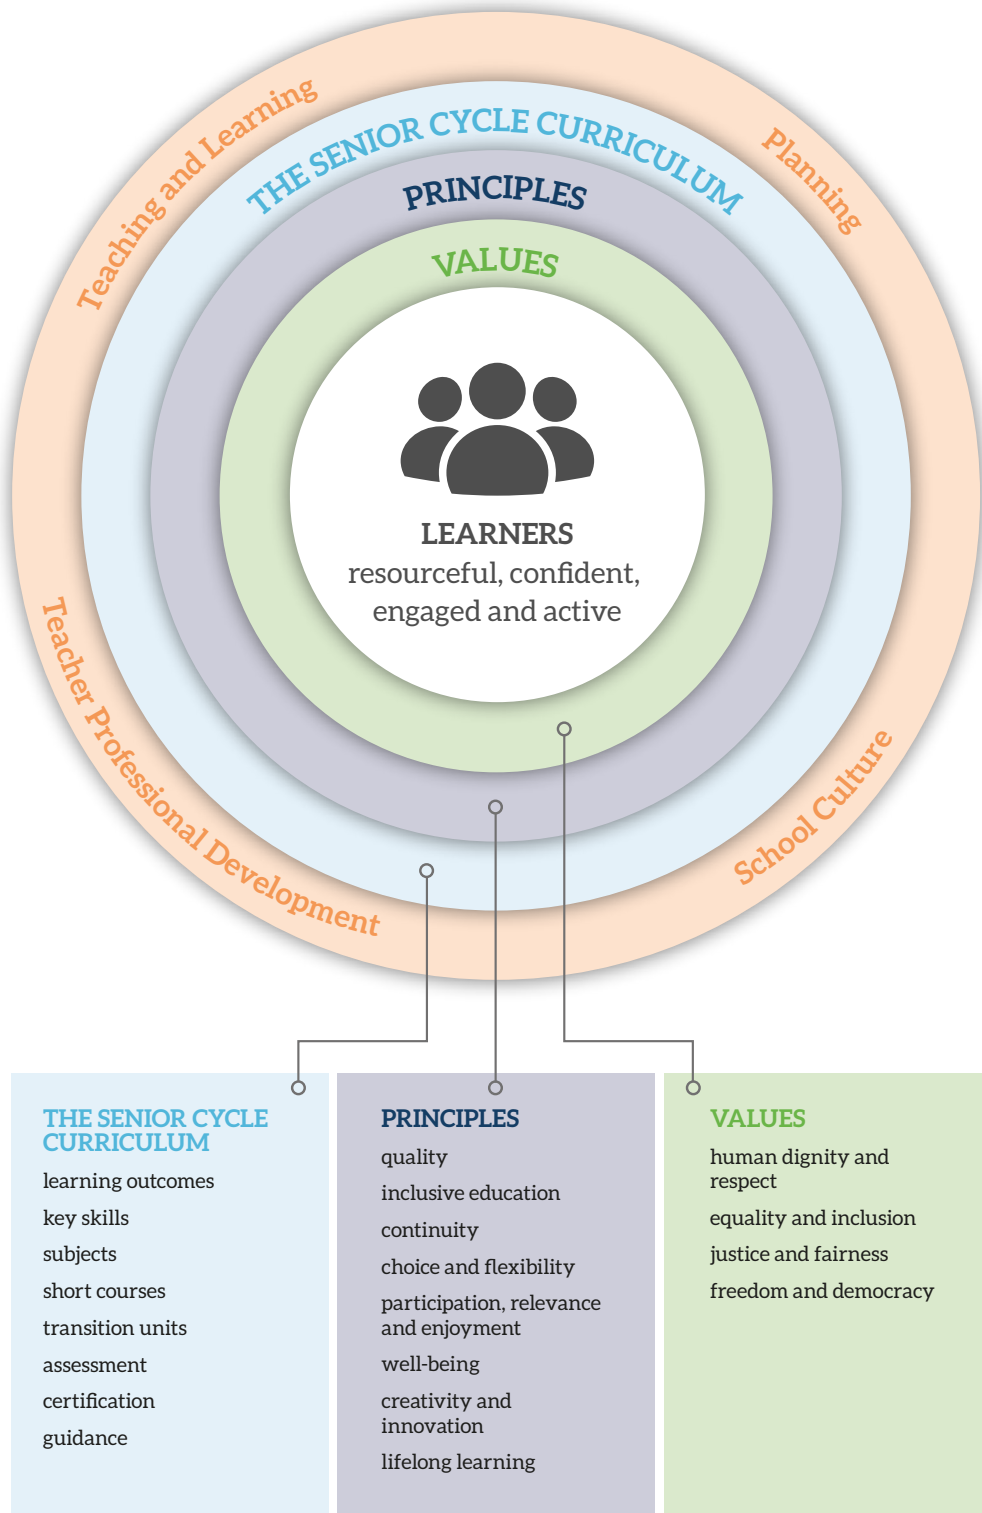 Teaching and Learning
Planning
THE SENIOR CYCLE CURRICULUM
PRINCIPLES
VALUES
LEARNERS
resourceful, confident,
engaged and active
Teacher Professional Development
School Culture
THE SENIOR CYCLE
CURRICULUM
learning outcomes
key skills
subjects
short courses
transition units
assessment
certification
guidance
PRINCIPLES
quality
inclusive education
continuity
choice and flexibility
participation, relevance
and enjoyment
well-being
creativity and
innovation
lifelong learning
VALUES
human dignity and
respect
equality and inclusion
justice and fairness
freedom and democracy